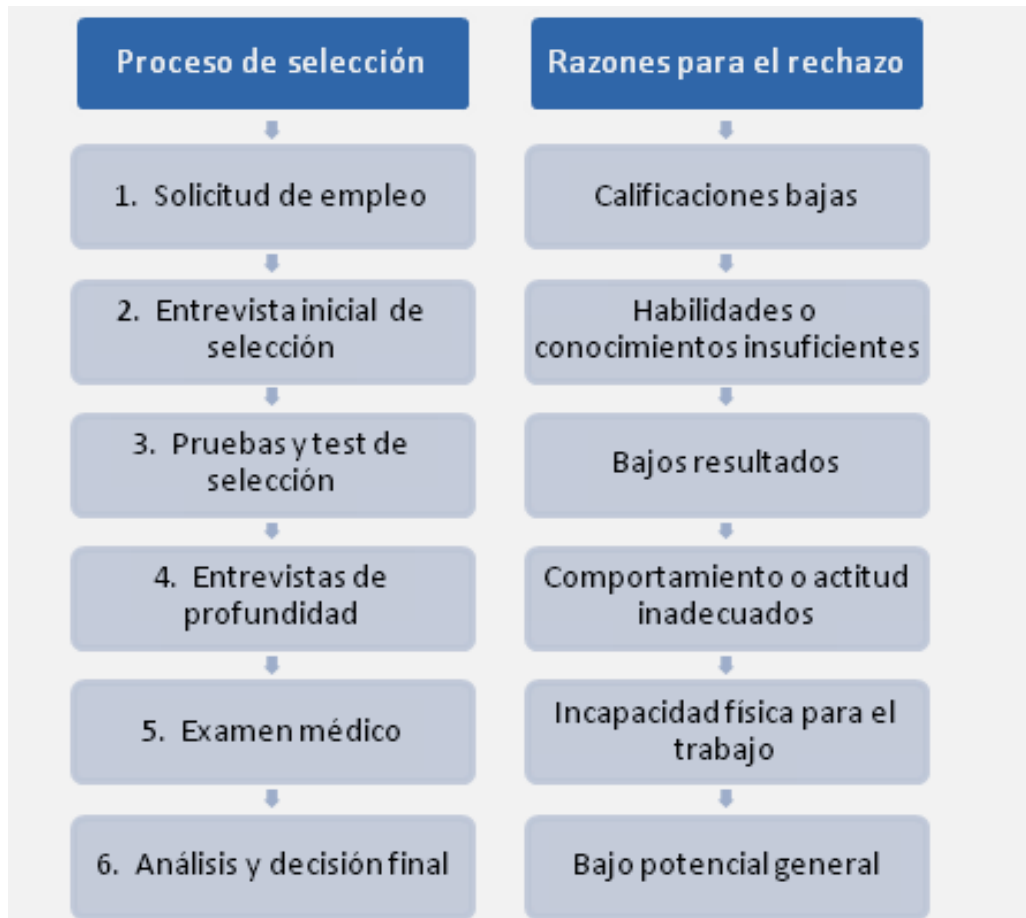 Proceso de selección
Razones para el rechazo
1. Solicitud de empleo
Calificaciones bajas
2. Entrevista inicial de
selección
Habilidades o
conocimientos insuficientes
3. Pruebas y test de
selección
Bajos resultados
4. Entrevistas de
profundidad
Comportamiento o actitud
inadecuados
5. Examen médico
Incapacidad física para el
trabajo
6. Análisis y decisión final
Bajo potencial general